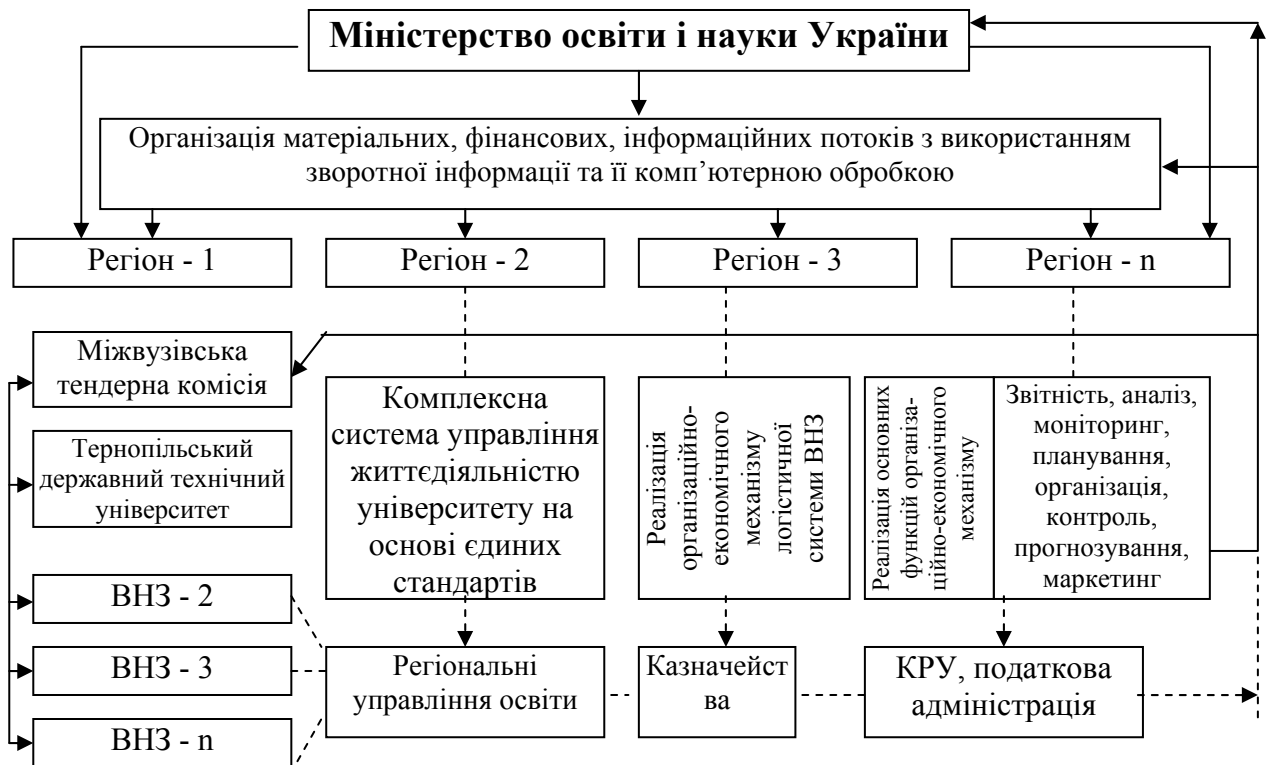 Міністерство освіти і науки України
Організація матеріальних, фінансових, інформаційних потоків з використанням
зворотної інформації та її комп’ютерною обробкою
Регіон - 1
Регіон - 2
Регіон - 3
Регіон - n
Міжвузівська
тендерна комісія
Тернопільський
державний технічний
університет
ВНЗ - 2
ВНЗ - 3
ВНЗ - n
Комплексна
система управління
життєдіяльністю
університету на
основі єдиних
стандартів
Реалізація
організаційно-
економічного
механізму
логістичної
системи ВНЗ
Реалізація основних
функцій організа-
ційно-економічного
механізму
Звітність, аналіз,
моніторинг,
планування,
організація,
контроль,
прогнозування,
маркетинг
Регіональні
управління освіти
Казначейст
ва
КРУ, податкова
адміністрація